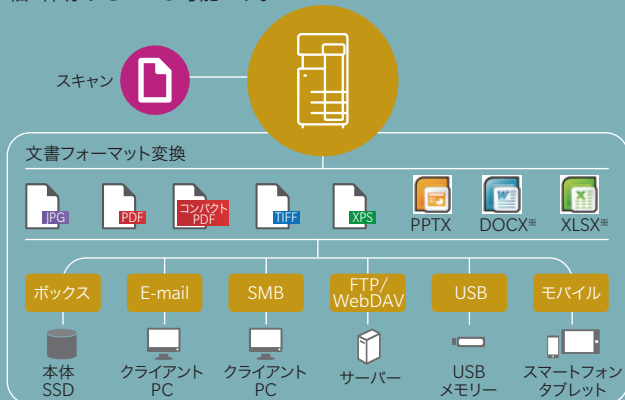 スキャン
文書フォーマット変換
JPG
PDF
コンパクト
PDF
TIFF
XPS
PPTX
DOCX※
XLSX※
ボックス
E-mail
SMB
FTP/
WebDAV
USB
モバイル
本体
SSD
クライアント
PC
クライアント
PC
サーバー
USB
メモリー
スマートフォン
タブレット